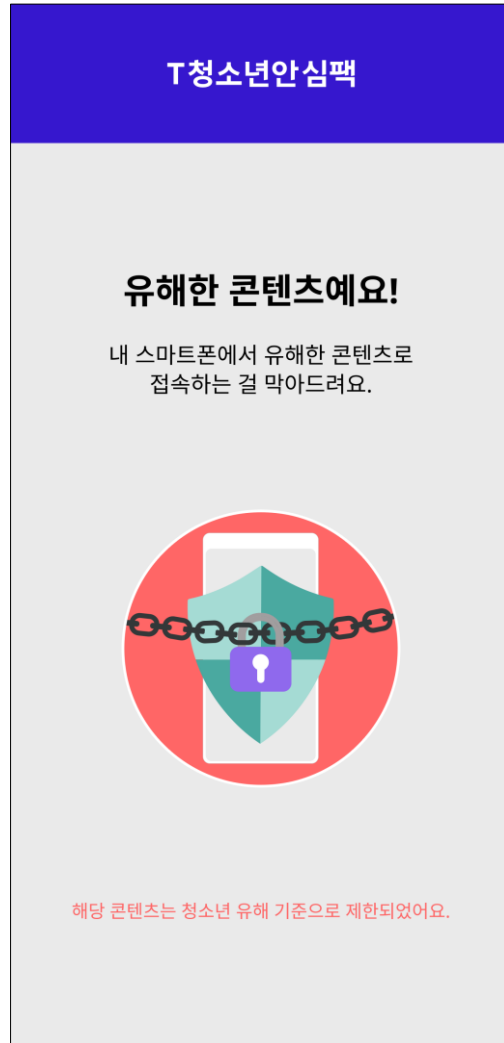 T청소년안심팩
유해한 콘텐츠예요!
내 스마트폰에서 유해한 콘텐츠로
접속하는 걸 막아드려요.
해당 콘텐츠는 청소년 유해 기준으로 제한되었어요.